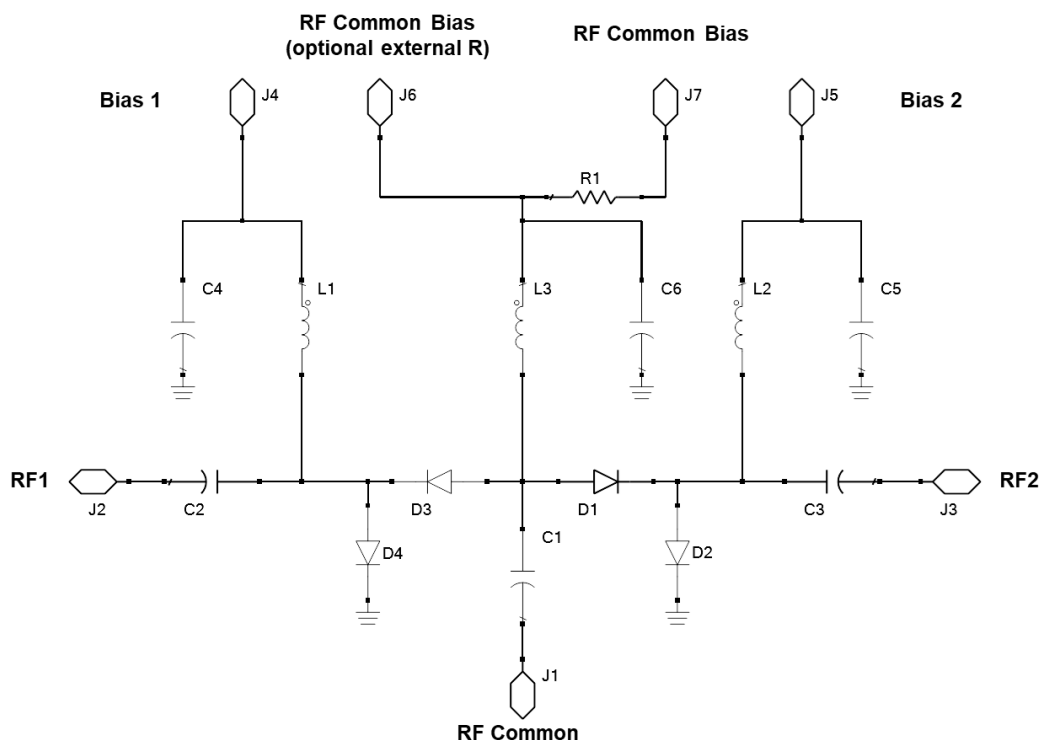 RF Common Bias
(optional external R)
RF Common Bias
Bias 1
J4
J6
J7
J5
Bias 2
R1
C4
L1
L3
C6
L2
C5
RF1
J2
C2
D3
D1
C3
J3
RF2
D4
C1
D2
J1
RF Common